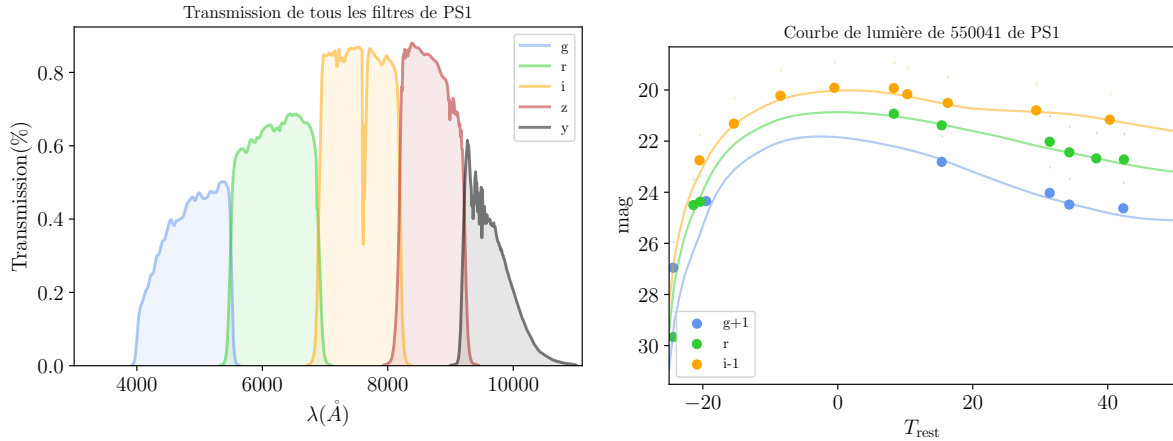 Transmission de tous les filtres de PS1
Transmission(%)
0.8
0.6
0.4
0.2
0.0
4000 6000 8000 10000
λ(Å)
g
r
i
z
y
Courbe de lumière de 550041 de PS1
mag
20
22
24
26
28
30
−20 0 20 40
T_rest
g+1
r
i-1